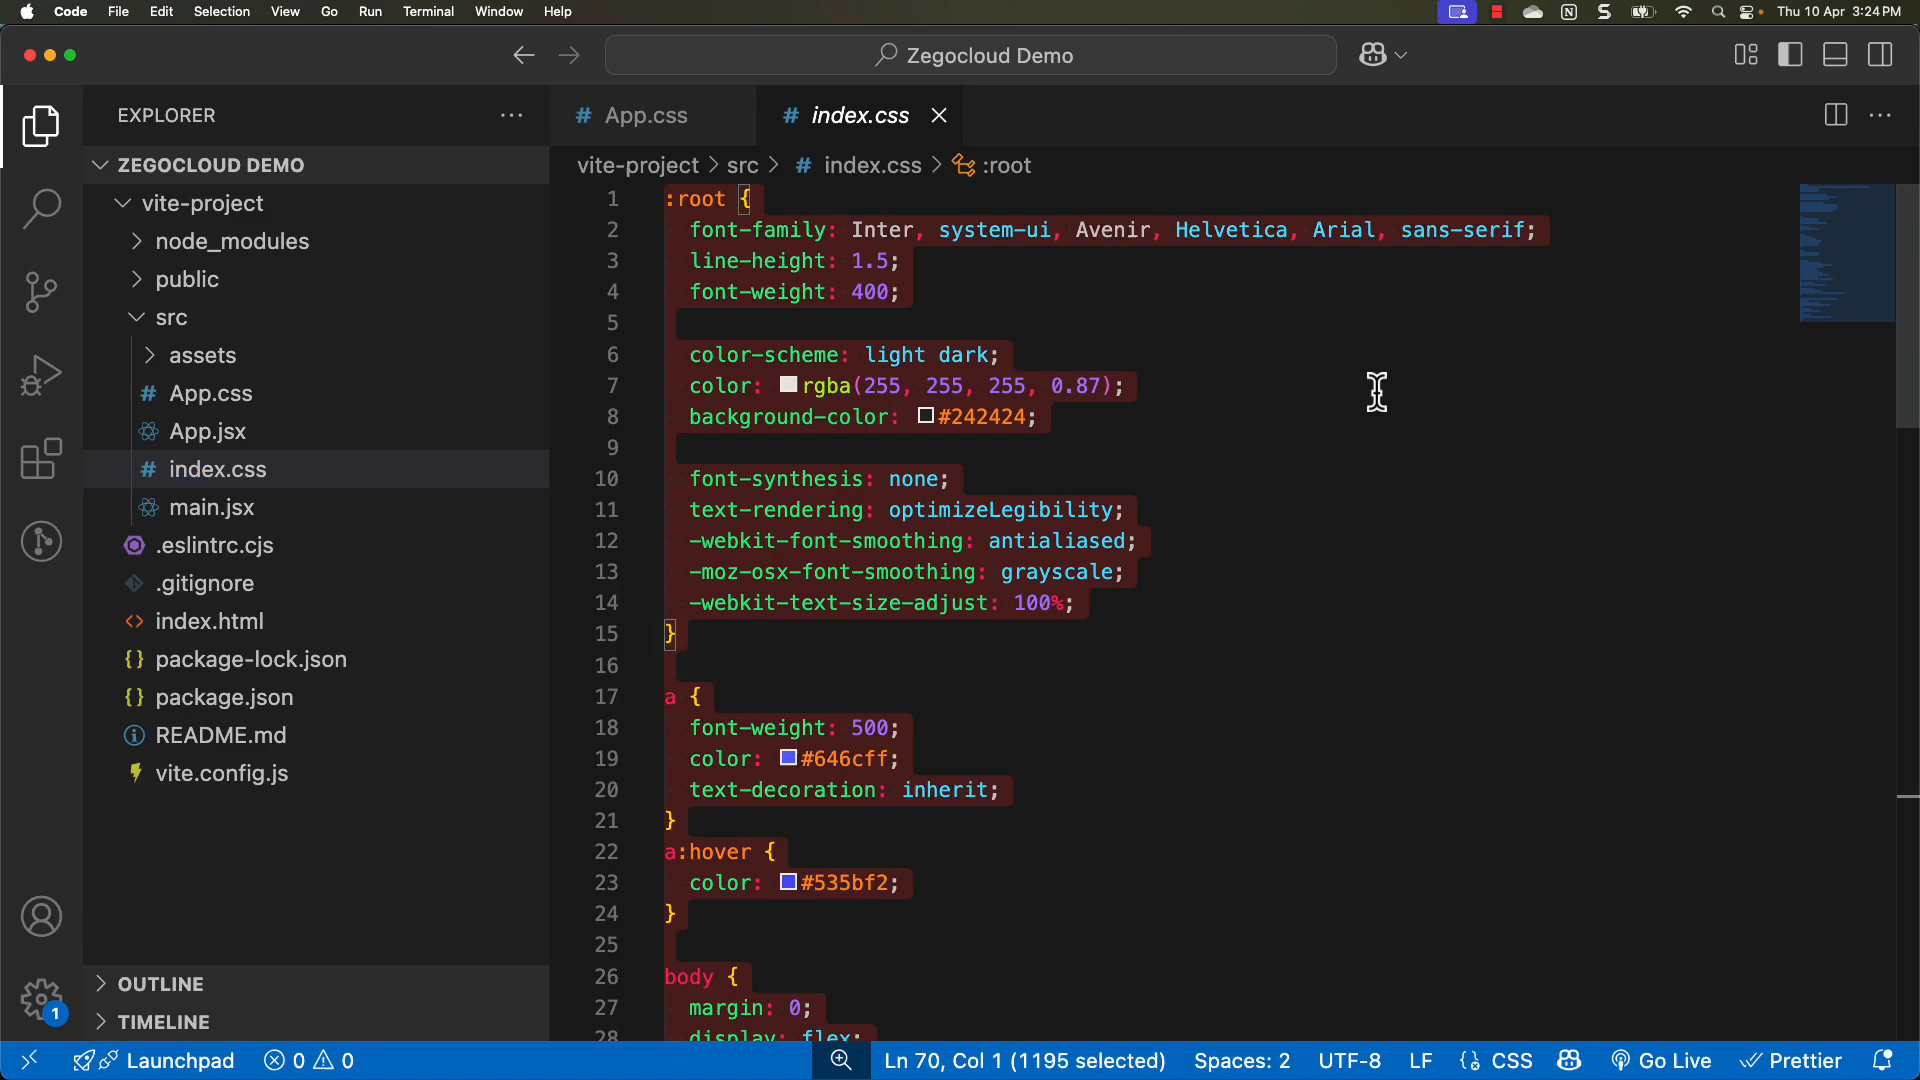 Code File Edit Selection View Go Run Terminal Window Help
Thu 10 Apr 3:24 PM
Zegocloud Demo
EXPLORER
ZEGOCLOUD DEMO
vite-project
node_modules
public
src
assets
# App.css
App.jsx
# index.css
main.jsx
.eslintrc.cjs
.gitignore
<> index.html
{} package-lock.json
{} package.json
README.md
vite.config.js
OUTLINE
TIMELINE
# App.css
# index.css
vite-project > src > # index.css > :root
1 :root {
2 font-family: Inter, system-ui, Avenir, Helvetica, Arial, sans-serif;
3 line-height: 1.5;
4 font-weight: 400;
5
6 color-scheme: light dark;
7 color: rgba(255, 255, 255, 0.87);
8 background-color: #242424;
9
10 font-synthesis: none;
11 text-rendering: optimizeLegibility;
12 -webkit-font-smoothing: antialiased;
13 -moz-osx-font-smoothing: grayscale;
14 -webkit-text-size-adjust: 100%;
15 }
16
17 a {
18 font-weight: 500;
19 color: #646cff;
20 text-decoration: inherit;
21 }
22 a:hover {
23 color: #535bf2;
24 }
25
26 body {
27 margin: 0;
28 display: flex;
1
Launchpad 0 0
Ln 70, Col 1 (1195 selected) Spaces: 2 UTF-8 LF {} CSS Go Live Prettier